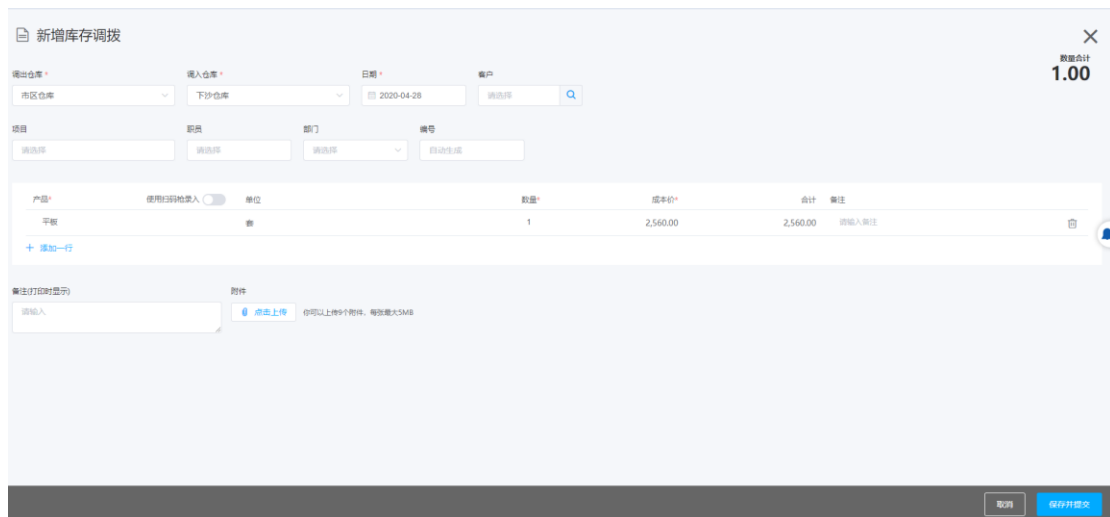 新增库存调拨
数量合计
1.00
调出仓库 * 调入仓库 * 日期 * 客户
市区仓库 下沙仓库 2020-04-28 请选择
项目 职员 部门 编号
请选择 请选择 请选择 自动生成
产品* 使用扫码枪录入 单位 数量* 成本价* 合计 备注
平板 套 1 2,560.00 2,560.00 请输入备注
+ 添加一行
备注(打印时显示) 附件
请输入 点击上传 你可以上传9个附件，每张最大5MB
取消 保存并提交